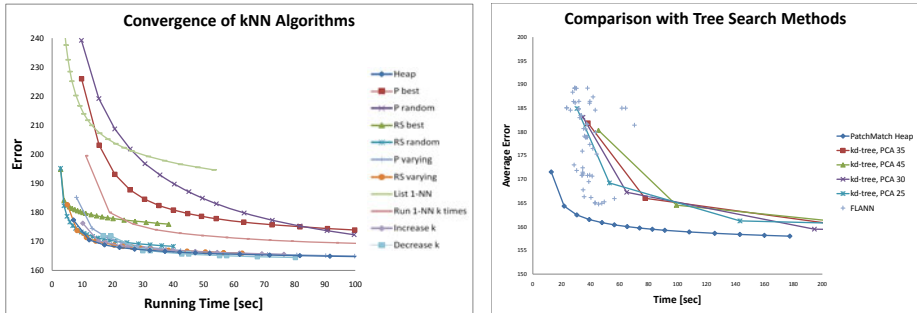 Convergence of kNN Algorithms
Error
240
230
220
210
200
190
180
170
160
0
10
20
30
40
50
60
70
80
90
100
Running Time [sec]
Heap
P best
P random
RS best
RS random
P varying
RS varying
List 1-NN
Run 1-NN k times
Increase k
Decrease k
Comparison with Tree Search Methods
Average Error
200
195
190
185
180
175
170
165
160
155
0
20
40
60
80
100
120
140
160
180
200
Time [sec]
PatchMatch Heap
kd-tree, PCA 35
kd-tree, PCA 45
kd-tree, PCA 30
kd-tree, PCA 25
FLANN